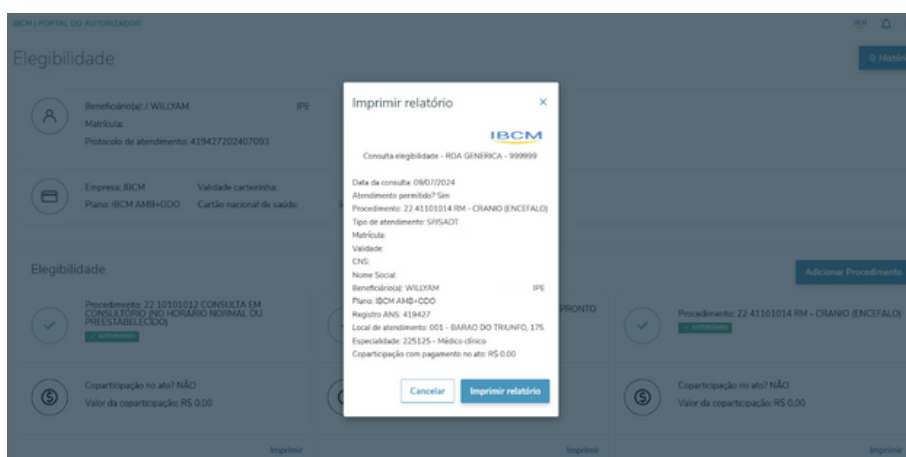 IBCM | PORTAL DO AUTORIZADOR
Elegibilidade
Histór
Beneficiário(a): / WILLYAM IPE
Matrícula:
Protocolo de atendimento: 419427202407093
Empresa: IBCM Validade carteirinha:
Plano: IBCM AMB+ODO Cartão nacional de saúde:
Imprimir relatório ×
IBCM
Consulta elegibilidade - RDA GENERICA - 999999
Data da consulta: 09/07/2024
Atendimento permitido? Sim
Procedimento: 22 41101014 RM - CRANIO (ENCEFALO)
Tipo de atendimento: SP/SADT
Matrícula:
Validade:
CNS:
Nome Social:
Beneficiário(a): WILLYAM IPE
Plano: IBCM AMB+ODO
Registro ANS: 419427
Local de atendimento: 001 - BARAO DO TRIUNFO, 175
Especialidade: 225125 - Médico clínico
Coparticipação com pagamento no ato: R$ 0.00
Cancelar Imprimir relatório
Elegibilidade
Adicionar Procedimento
Procedimento: 22 10101012 CONSULTA EM
CONSULTÓRIO (NO HORÁRIO NORMAL OU
PREESTABELECIDO)
AUTORIZADO
PRONTO
Procedimento: 22 41101014 RM - CRANIO (ENCEFALO)
AUTORIZADO
Coparticipação no ato? NÃO
Valor da coparticipação: R$ 0.00
Coparticipação no ato? NÃO
Valor da coparticipação: R$ 0.00
Imprimir
Imprimir
Imprimir